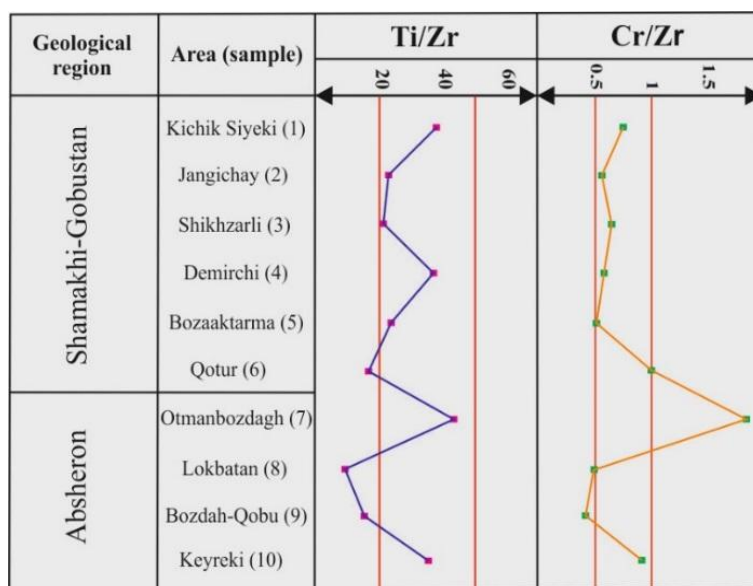 Geological
region
Area (sample)
Ti/Zr
Cr/Zr
20
40
60
0.5
1
1.5
Shamakhi-Gobustan
Kichik Siyeki (1)
Jangichay (2)
Shikhzarli (3)
Demirchi (4)
Bozaaktarma (5)
Qotur (6)
Absheron
Otmanbozdagh (7)
Lokbatan (8)
Bozdah-Qobu (9)
Keyreki (10)